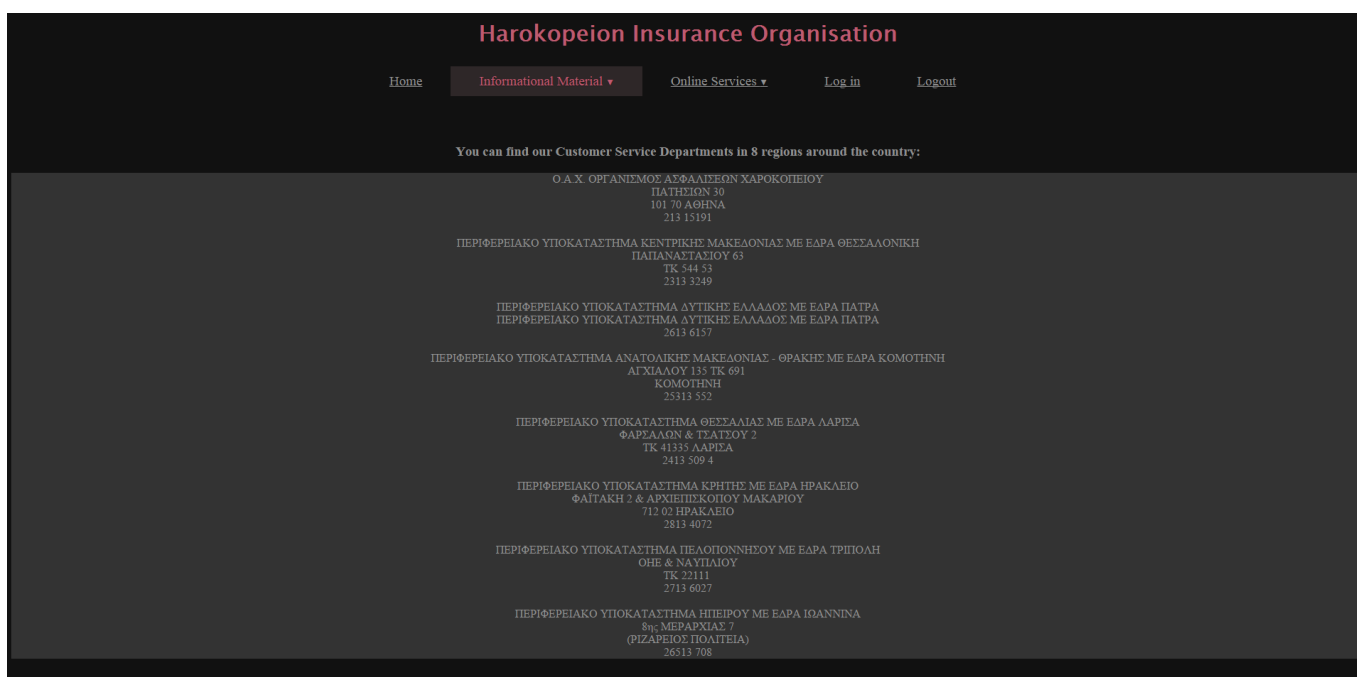 Harokopeion Insurance Organisation
Home Informational Material ▾ Online Services ▾ Log in Logout
You can find our Customer Service Departments in 8 regions around the country:
Ο.Α.Χ. ΟΡΓΑΝΙΣΜΟΣ ΑΣΦΑΛΙΣΕΩΝ ΧΑΡΟΚΟΠΕΙΟΥ
ΠΑΤΗΣΙΩΝ 30
101 70 ΑΘΗΝΑ
213 15191
ΠΕΡΙΦΕΡΕΙΑΚΟ ΥΠΟΚΑΤΑΣΤΗΜΑ ΚΕΝΤΡΙΚΗΣ ΜΑΚΕΔΟΝΙΑΣ ΜΕ ΕΔΡΑ ΘΕΣΣΑΛΟΝΙΚΗ
ΠΑΠΑΝΑΣΤΑΣΙΟΥ 63
ΤΚ 544 53
2313 3249
ΠΕΡΙΦΕΡΕΙΑΚΟ ΥΠΟΚΑΤΑΣΤΗΜΑ ΔΥΤΙΚΗΣ ΕΛΛΑΔΟΣ ΜΕ ΕΔΡΑ ΠΑΤΡΑ
ΠΕΡΙΦΕΡΕΙΑΚΟ ΥΠΟΚΑΤΑΣΤΗΜΑ ΔΥΤΙΚΗΣ ΕΛΛΑΔΟΣ ΜΕ ΕΔΡΑ ΠΑΤΡΑ
2613 6157
ΠΕΡΙΦΕΡΕΙΑΚΟ ΥΠΟΚΑΤΑΣΤΗΜΑ ΑΝΑΤΟΛΙΚΗΣ ΜΑΚΕΔΟΝΙΑΣ - ΘΡΑΚΗΣ ΜΕ ΕΔΡΑ ΚΟΜΟΤΗΝΗ
ΑΓΧΙΑΛΟΥ 135 ΤΚ 691
ΚΟΜΟΤΗΝΗ
25313 552
ΠΕΡΙΦΕΡΕΙΑΚΟ ΥΠΟΚΑΤΑΣΤΗΜΑ ΘΕΣΣΑΛΙΑΣ ΜΕ ΕΔΡΑ ΛΑΡΙΣΑ
ΦΑΡΣΑΛΩΝ & ΤΣΑΤΣΟΥ 2
ΤΚ 41335 ΛΑΡΙΣΑ
2413 509 4
ΠΕΡΙΦΕΡΕΙΑΚΟ ΥΠΟΚΑΤΑΣΤΗΜΑ ΚΡΗΤΗΣ ΜΕ ΕΔΡΑ ΗΡΑΚΛΕΙΟ
ΦΑΪΤΑΚΗ 2 & ΑΡΧΙΕΠΙΣΚΟΠΟΥ ΜΑΚΑΡΙΟΥ
712 02 ΗΡΑΚΛΕΙΟ
2813 4072
ΠΕΡΙΦΕΡΕΙΑΚΟ ΥΠΟΚΑΤΑΣΤΗΜΑ ΠΕΛΟΠΟΝΝΗΣΟΥ ΜΕ ΕΔΡΑ ΤΡΙΠΟΛΗ
ΟΗΕ & ΝΑΥΠΛΙΟΥ
ΤΚ 22111
2713 6027
ΠΕΡΙΦΕΡΕΙΑΚΟ ΥΠΟΚΑΤΑΣΤΗΜΑ ΗΠΕΙΡΟΥ ΜΕ ΕΔΡΑ ΙΩΑΝΝΙΝΑ
8ης ΜΕΡΑΡΧΙΑΣ 7
(ΡΙΖΑΡΕΙΟΣ ΠΟΛΙΤΕΙΑ)
26513 708